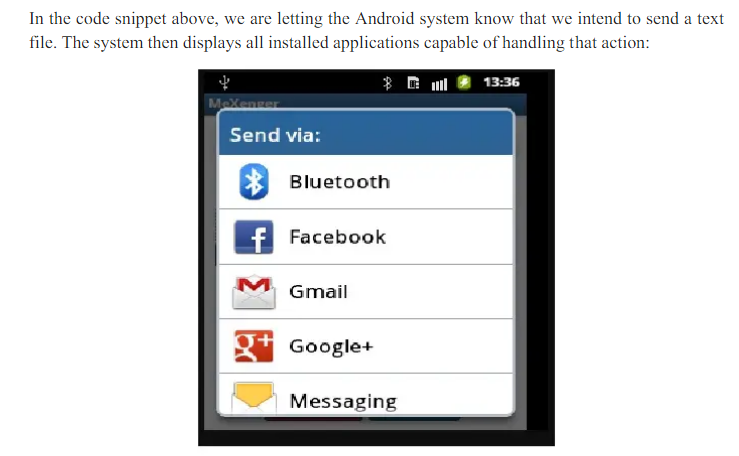 In the code snippet above, we are letting the Android system know that we intend to send a text
file. The system then displays all installed applications capable of handling that action:
13:36
MeXenger
Send via:
Bluetooth
Facebook
Gmail
Google+
Messaging